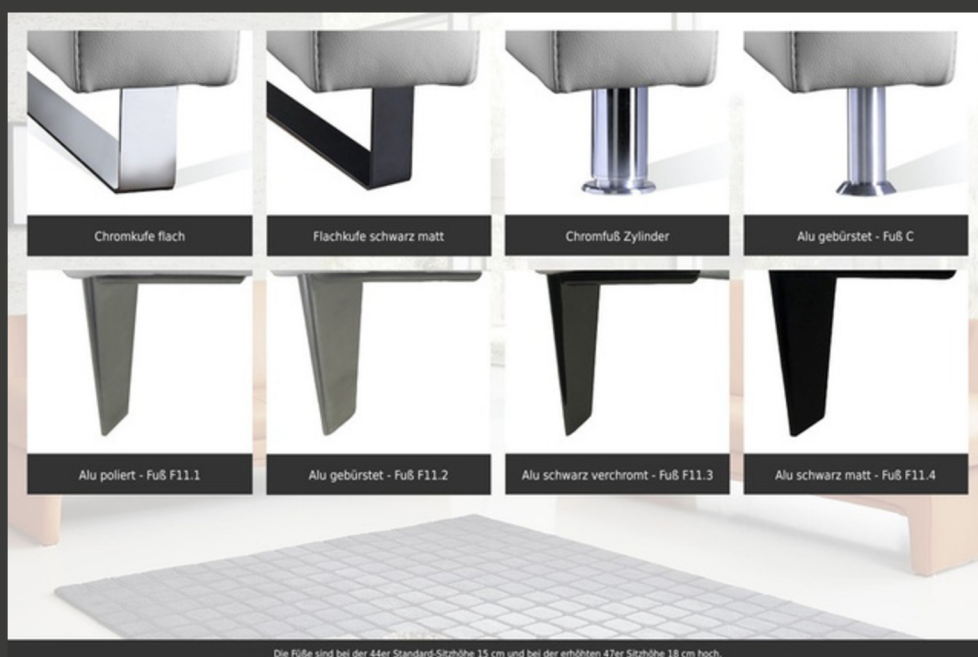 Chromkufe flach
Flachkufe schwarz matt
Chromfuß Zylinder
Alu gebürstet - Fuß C
Alu poliert - Fuß F11.1
Alu gebürstet - Fuß F11.2
Alu schwarz verchromt - Fuß F11.3
Alu schwarz matt - Fuß F11.4
Die Füße sind bei der 44er Standard-Sitzhöhe 15 cm und bei der erhöhten 47er Sitzhöhe 18 cm hoch.